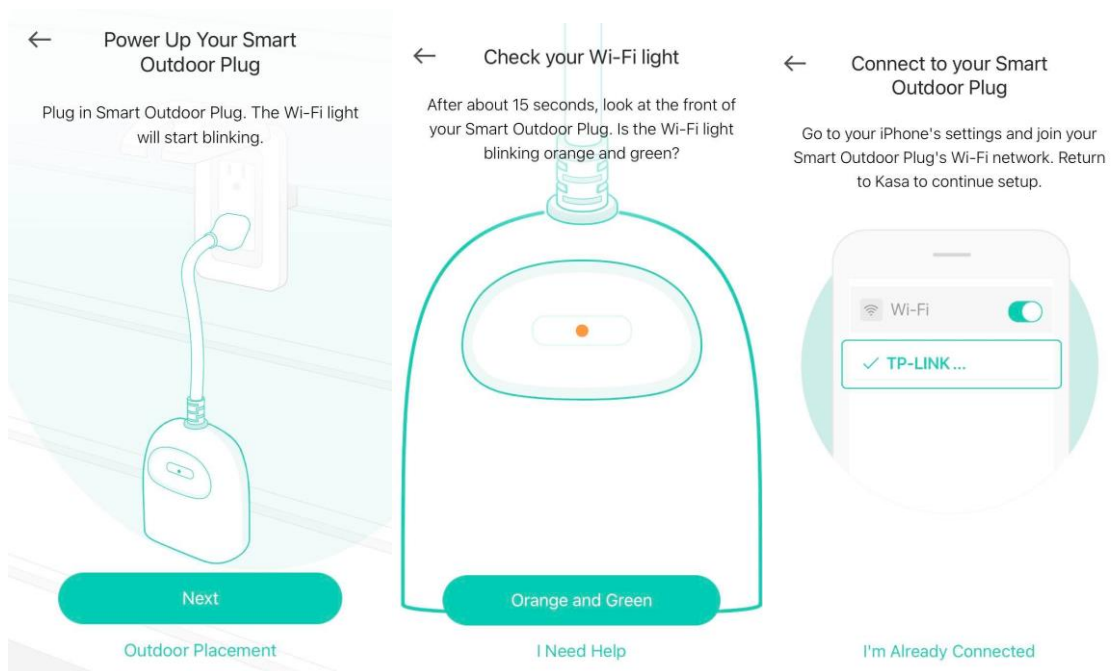 Power Up Your Smart
Outdoor Plug
Plug in Smart Outdoor Plug. The Wi-Fi light
will start blinking.
Next
Outdoor Placement
Check your Wi-Fi light
After about 15 seconds, look at the front of
your Smart Outdoor Plug. Is the Wi-Fi light
blinking orange and green?
Orange and Green
I Need Help
Connect to your Smart
Outdoor Plug
Go to your iPhone's settings and join your
Smart Outdoor Plug's Wi-Fi network. Return
to Kasa to continue setup.
Wi-Fi
TP-LINK ...
I'm Already Connected